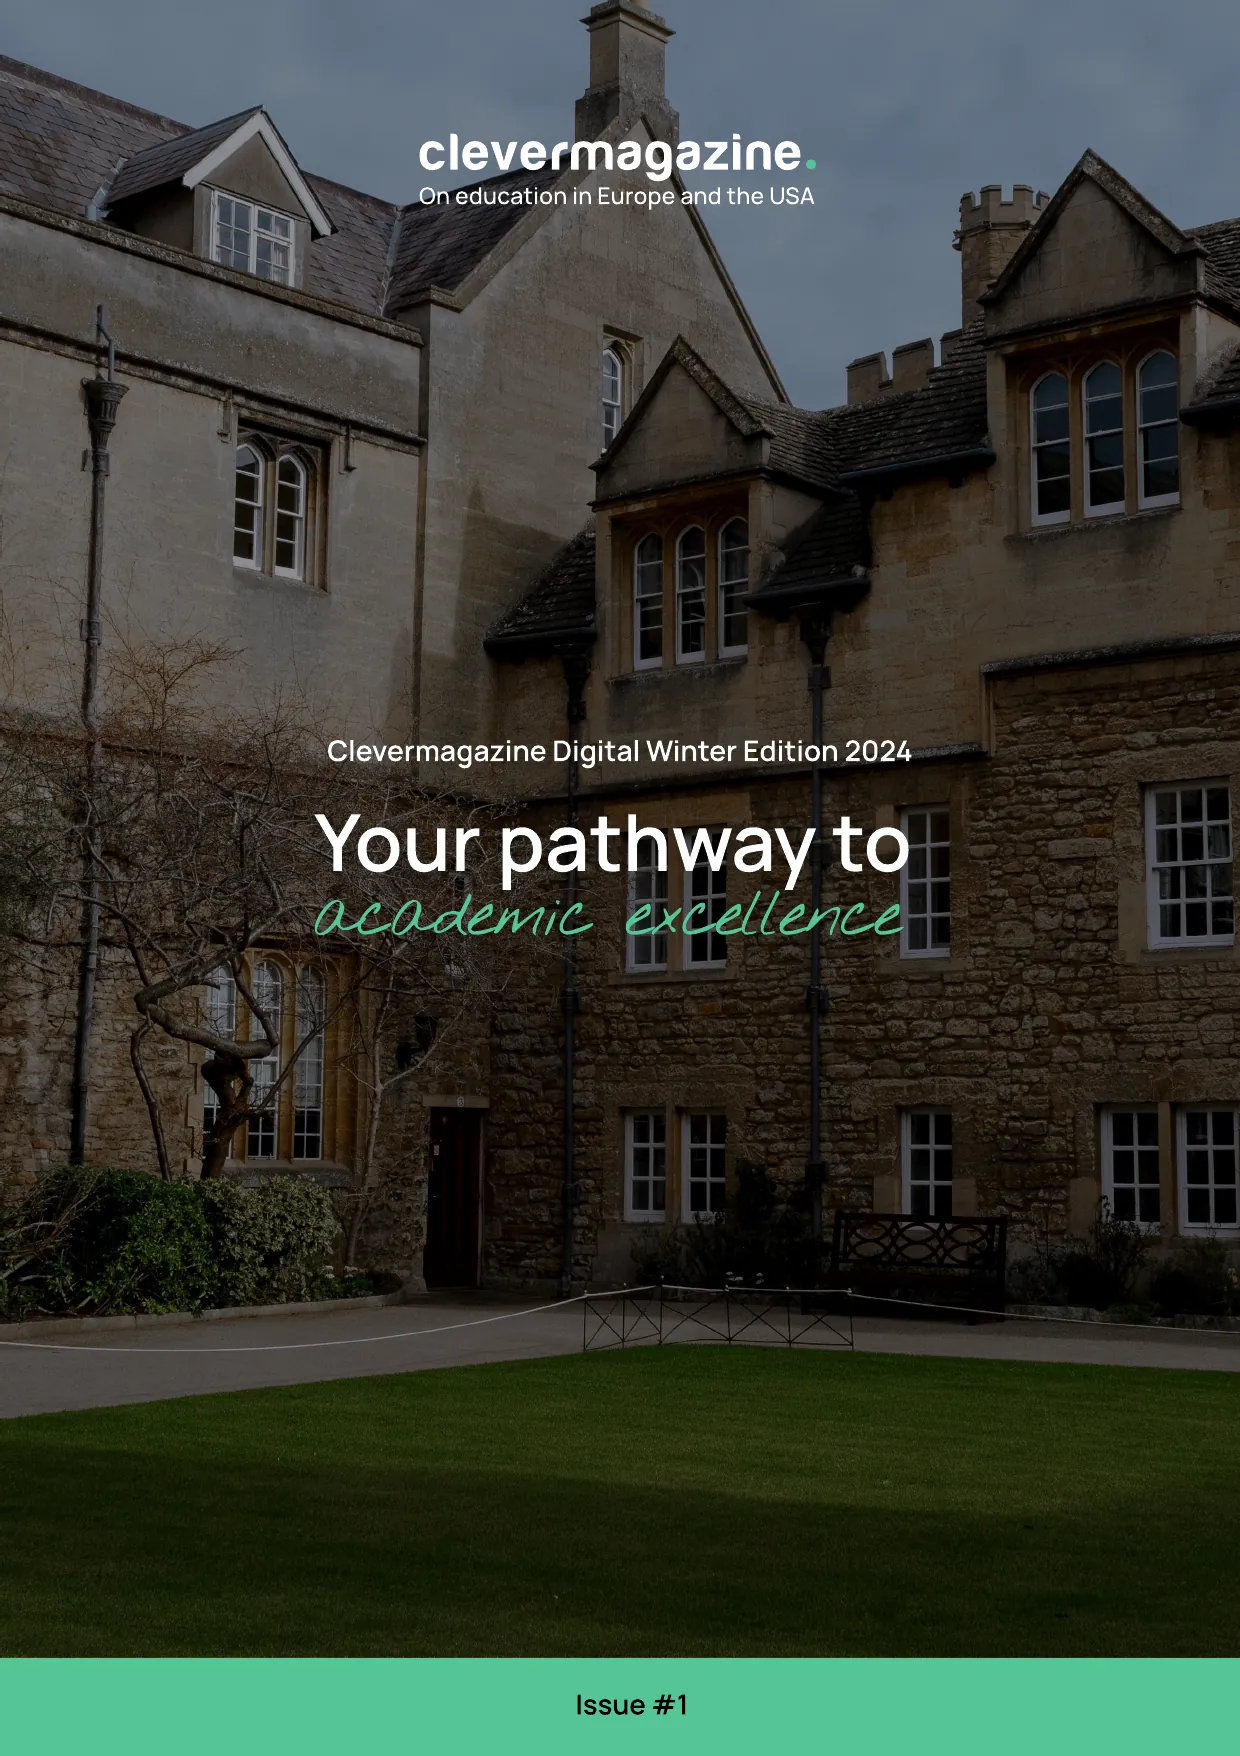 clevermagazine.
On education in Europe and the USA
Clevermagazine Digital Winter Edition 2024
Your pathway to
academic excellence
Issue #1